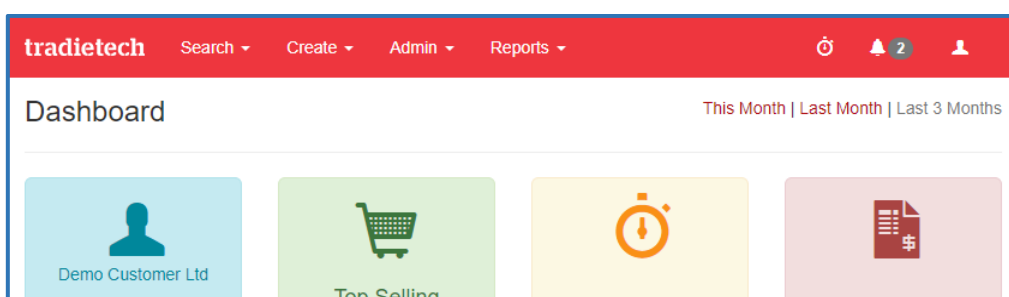 tradietech Search Create Admin Reports 2
Dashboard This Month | Last Month | Last 3 Months
$
Demo Customer Ltd
Top Selling